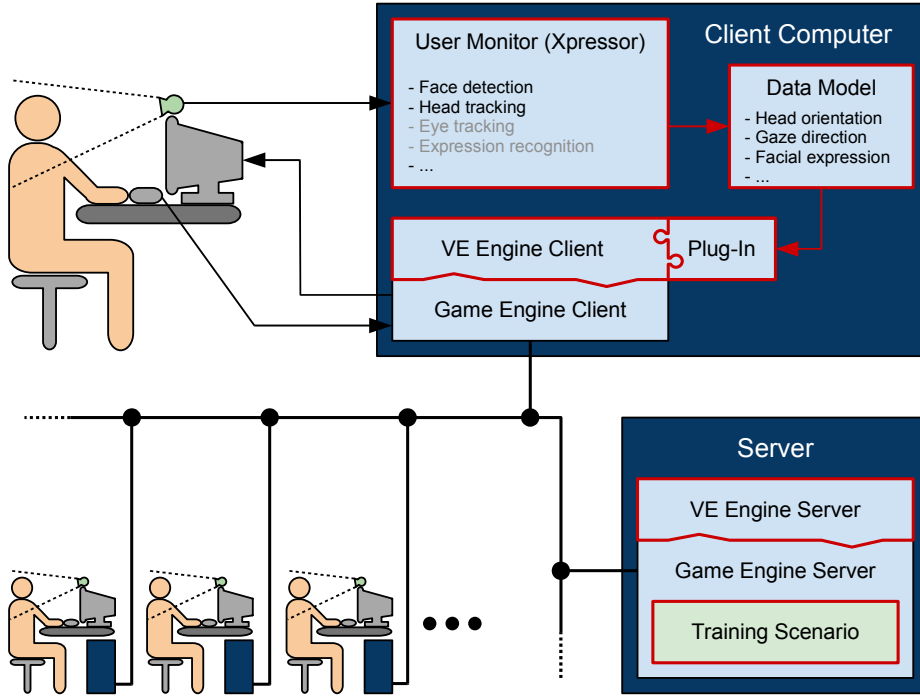 Client Computer
User Monitor (Xpressor)
- Face detection
- Head tracking
- Eye tracking
- Expression recognition
- ...
Data Model
- Head orientation
- Gaze direction
- Facial expression
- ...
VE Engine Client
Plug-In
Game Engine Client
Server
VE Engine Server
Game Engine Server
Training Scenario